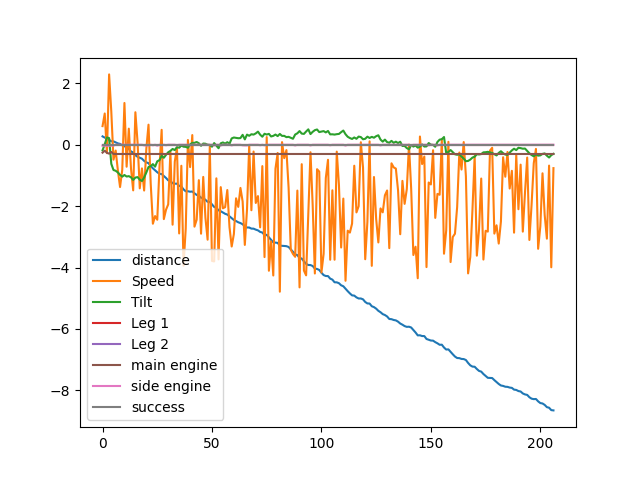 2
0
−2
−4
−6
−8
distance
Speed
Tilt
Leg 1
Leg 2
main engine
side engine
success
0 50 100 150 200